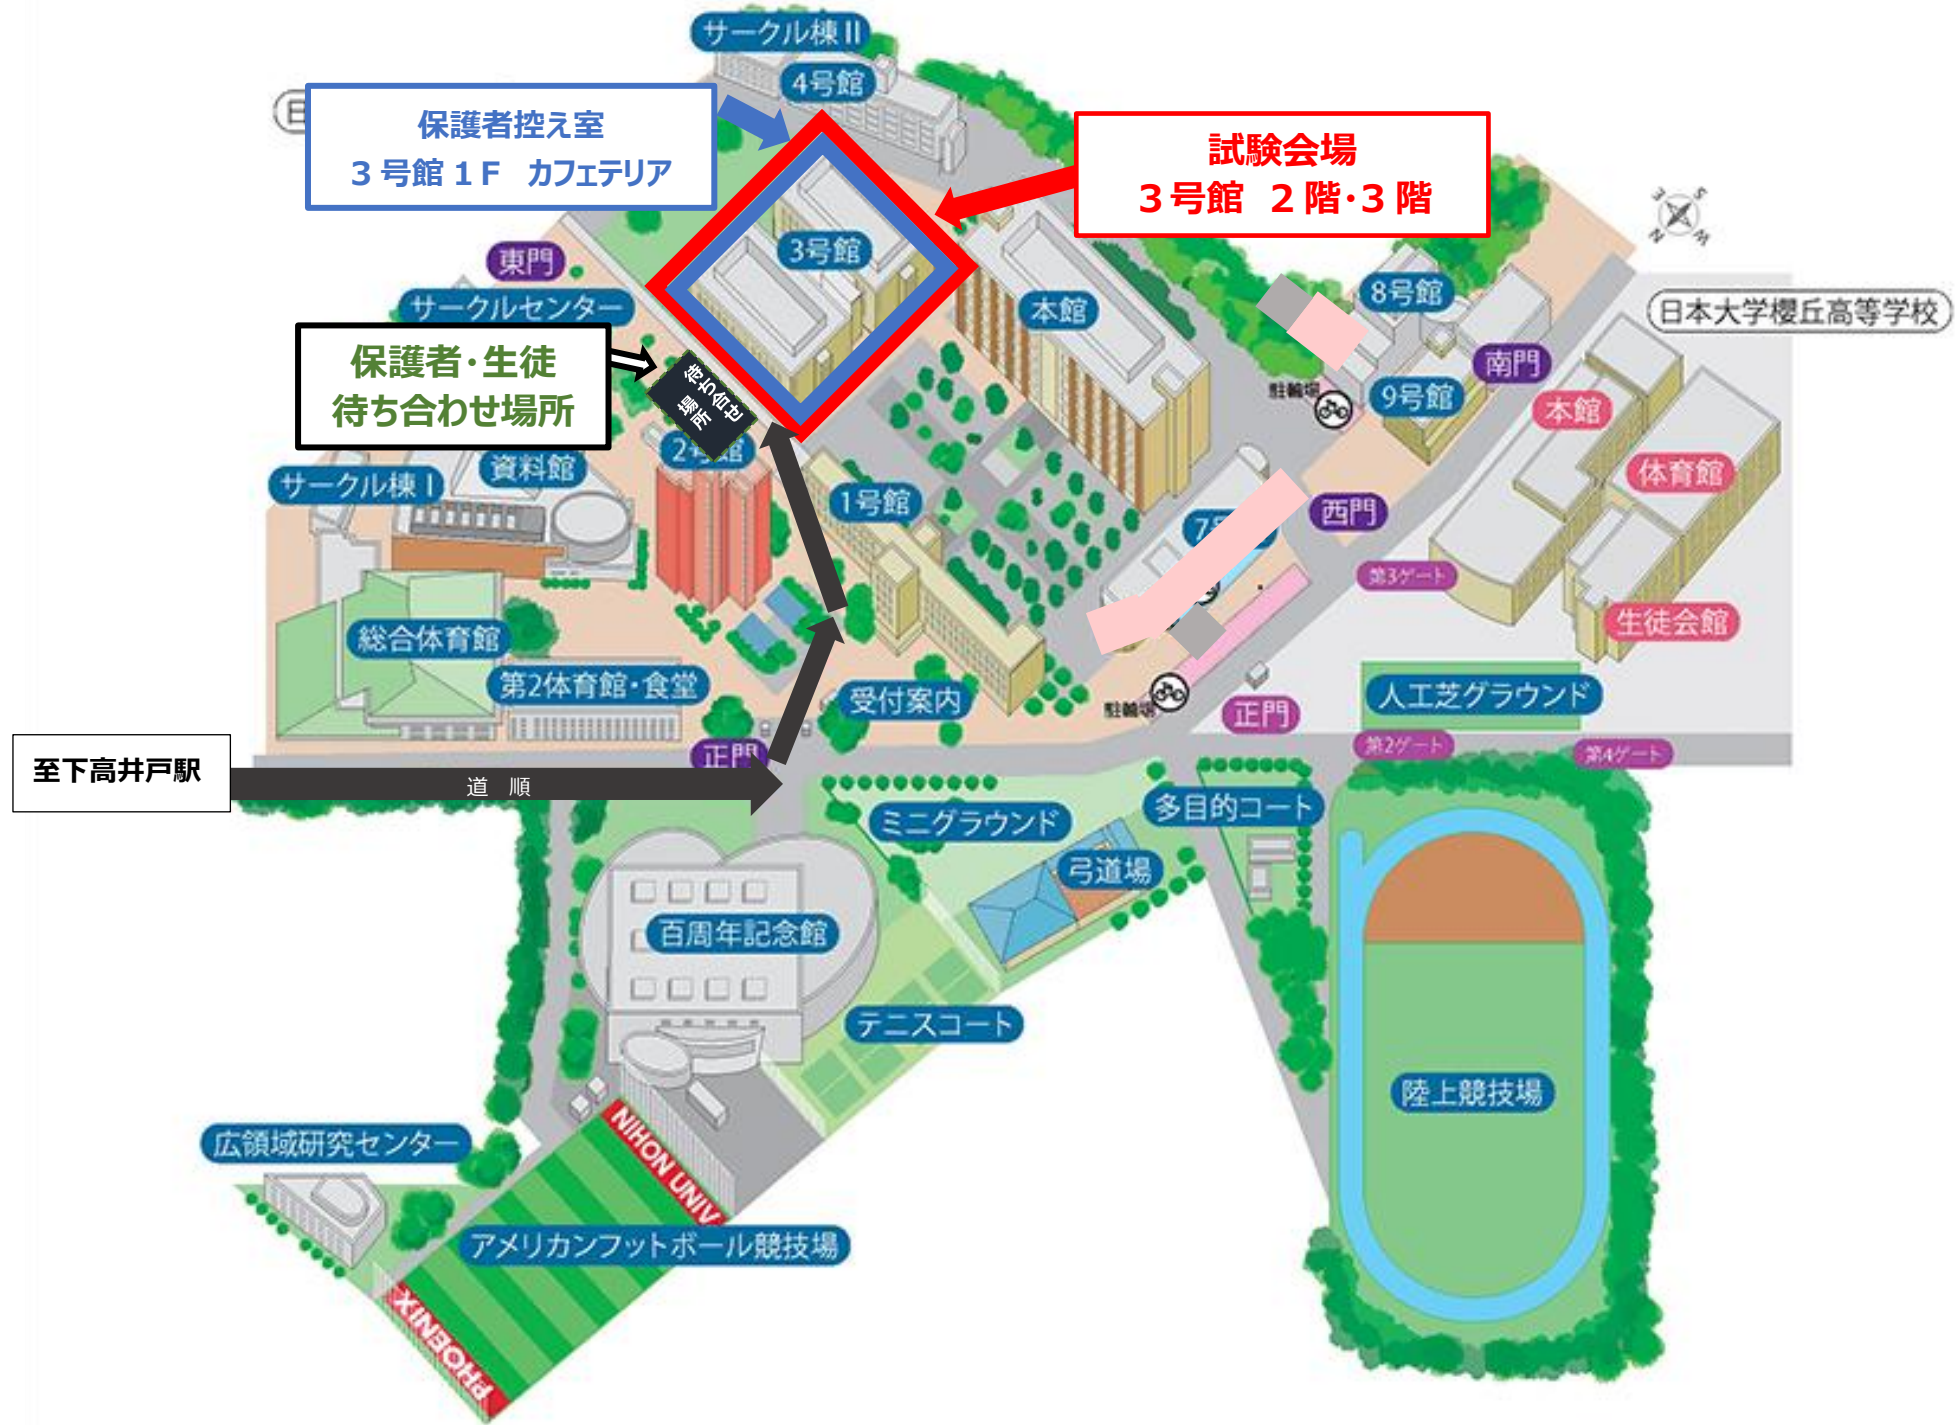 サークル棟Ⅱ
4号館
保護者控え室
３号館１F　カフェテリア
試験会場
３号館　２階・３階
S
E
W
N
3号館
東門
サークルセンター
本館
8号館
日本大学櫻丘高等学校
保護者・生徒
待ち合わせ場所
待ち合せ
場所
南門
駐輪場
9号館
本館
2号館
資料館
サークル棟Ⅰ
体育館
1号館
西門
第3ゲート
生徒会館
総合体育館
第2体育館・食堂
受付案内
駐輪場
正門
人工芝グラウンド
正門
第2ゲート
第4ゲート
至下高井戸駅
道　順
ミニグラウンド
多目的コート
弓道場
百周年記念館
テニスコート
陸上競技場
広領域研究センター
NIHON UNIV
アメリカンフットボール競技場
PHOENIX